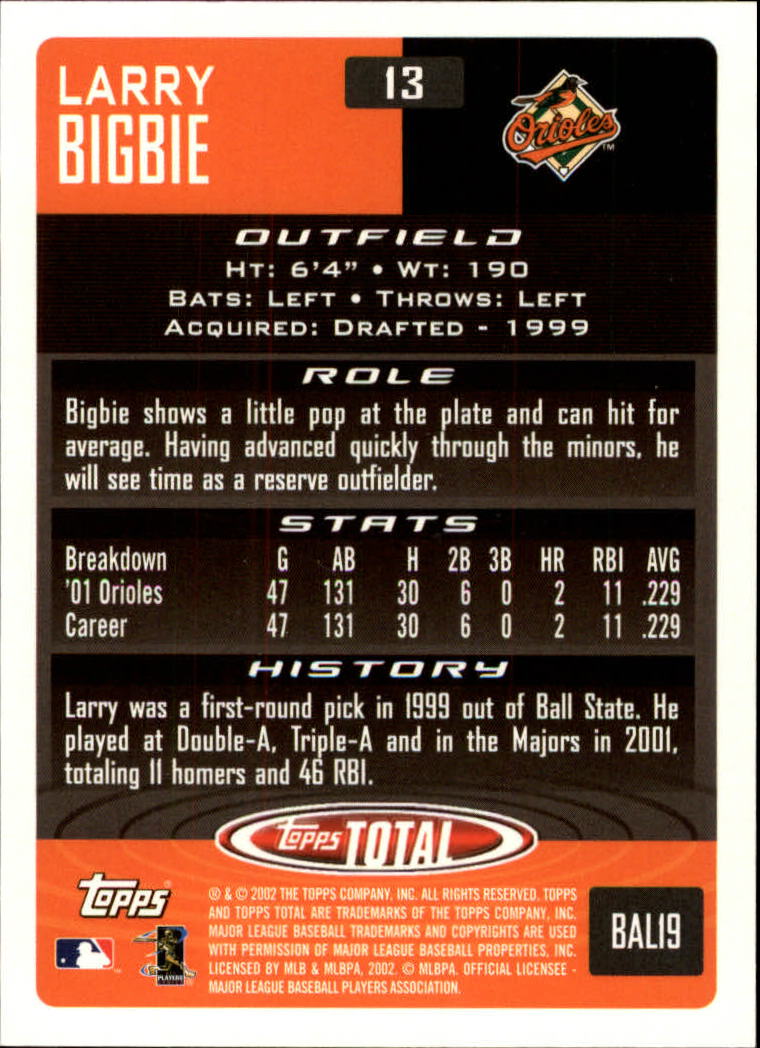 LARRY
BIGBIE
13
Orioles
TM
OUTFIELD
HT: 6'4" • WT: 190
BATS: LEFT • THROWS: LEFT
ACQUIRED: DRAFTED - 1999
ROLE
Bigbie shows a little pop at the plate and can hit for
average. Having advanced quickly through the minors, he
will see time as a reserve outfielder.
STATS
Breakdown G AB H 2B 3B HR RBI AVG
'01 Orioles 47 131 30 6 0 2 11 .229
Career 47 131 30 6 0 2 11 .229
HISTORY
Larry was a first-round pick in 1999 out of Ball State. He
played at Double-A, Triple-A and in the Majors in 2001,
totaling 11 homers and 46 RBI.
topps TOTAL
topps
® & © 2002 THE TOPPS COMPANY, INC. ALL RIGHTS RESERVED. TOPPS
AND TOPPS TOTAL ARE TRADEMARKS OF THE TOPPS COMPANY, INC.
MAJOR LEAGUE BASEBALL TRADEMARKS AND COPYRIGHTS ARE USED
WITH PERMISSION OF MAJOR LEAGUE BASEBALL PROPERTIES, INC.
LICENSED BY MLB & MLBPA, 2002. © MLBPA. OFFICIAL LICENSEE -
MAJOR LEAGUE BASEBALL PLAYERS ASSOCIATION.
PLAYERS
BAL19